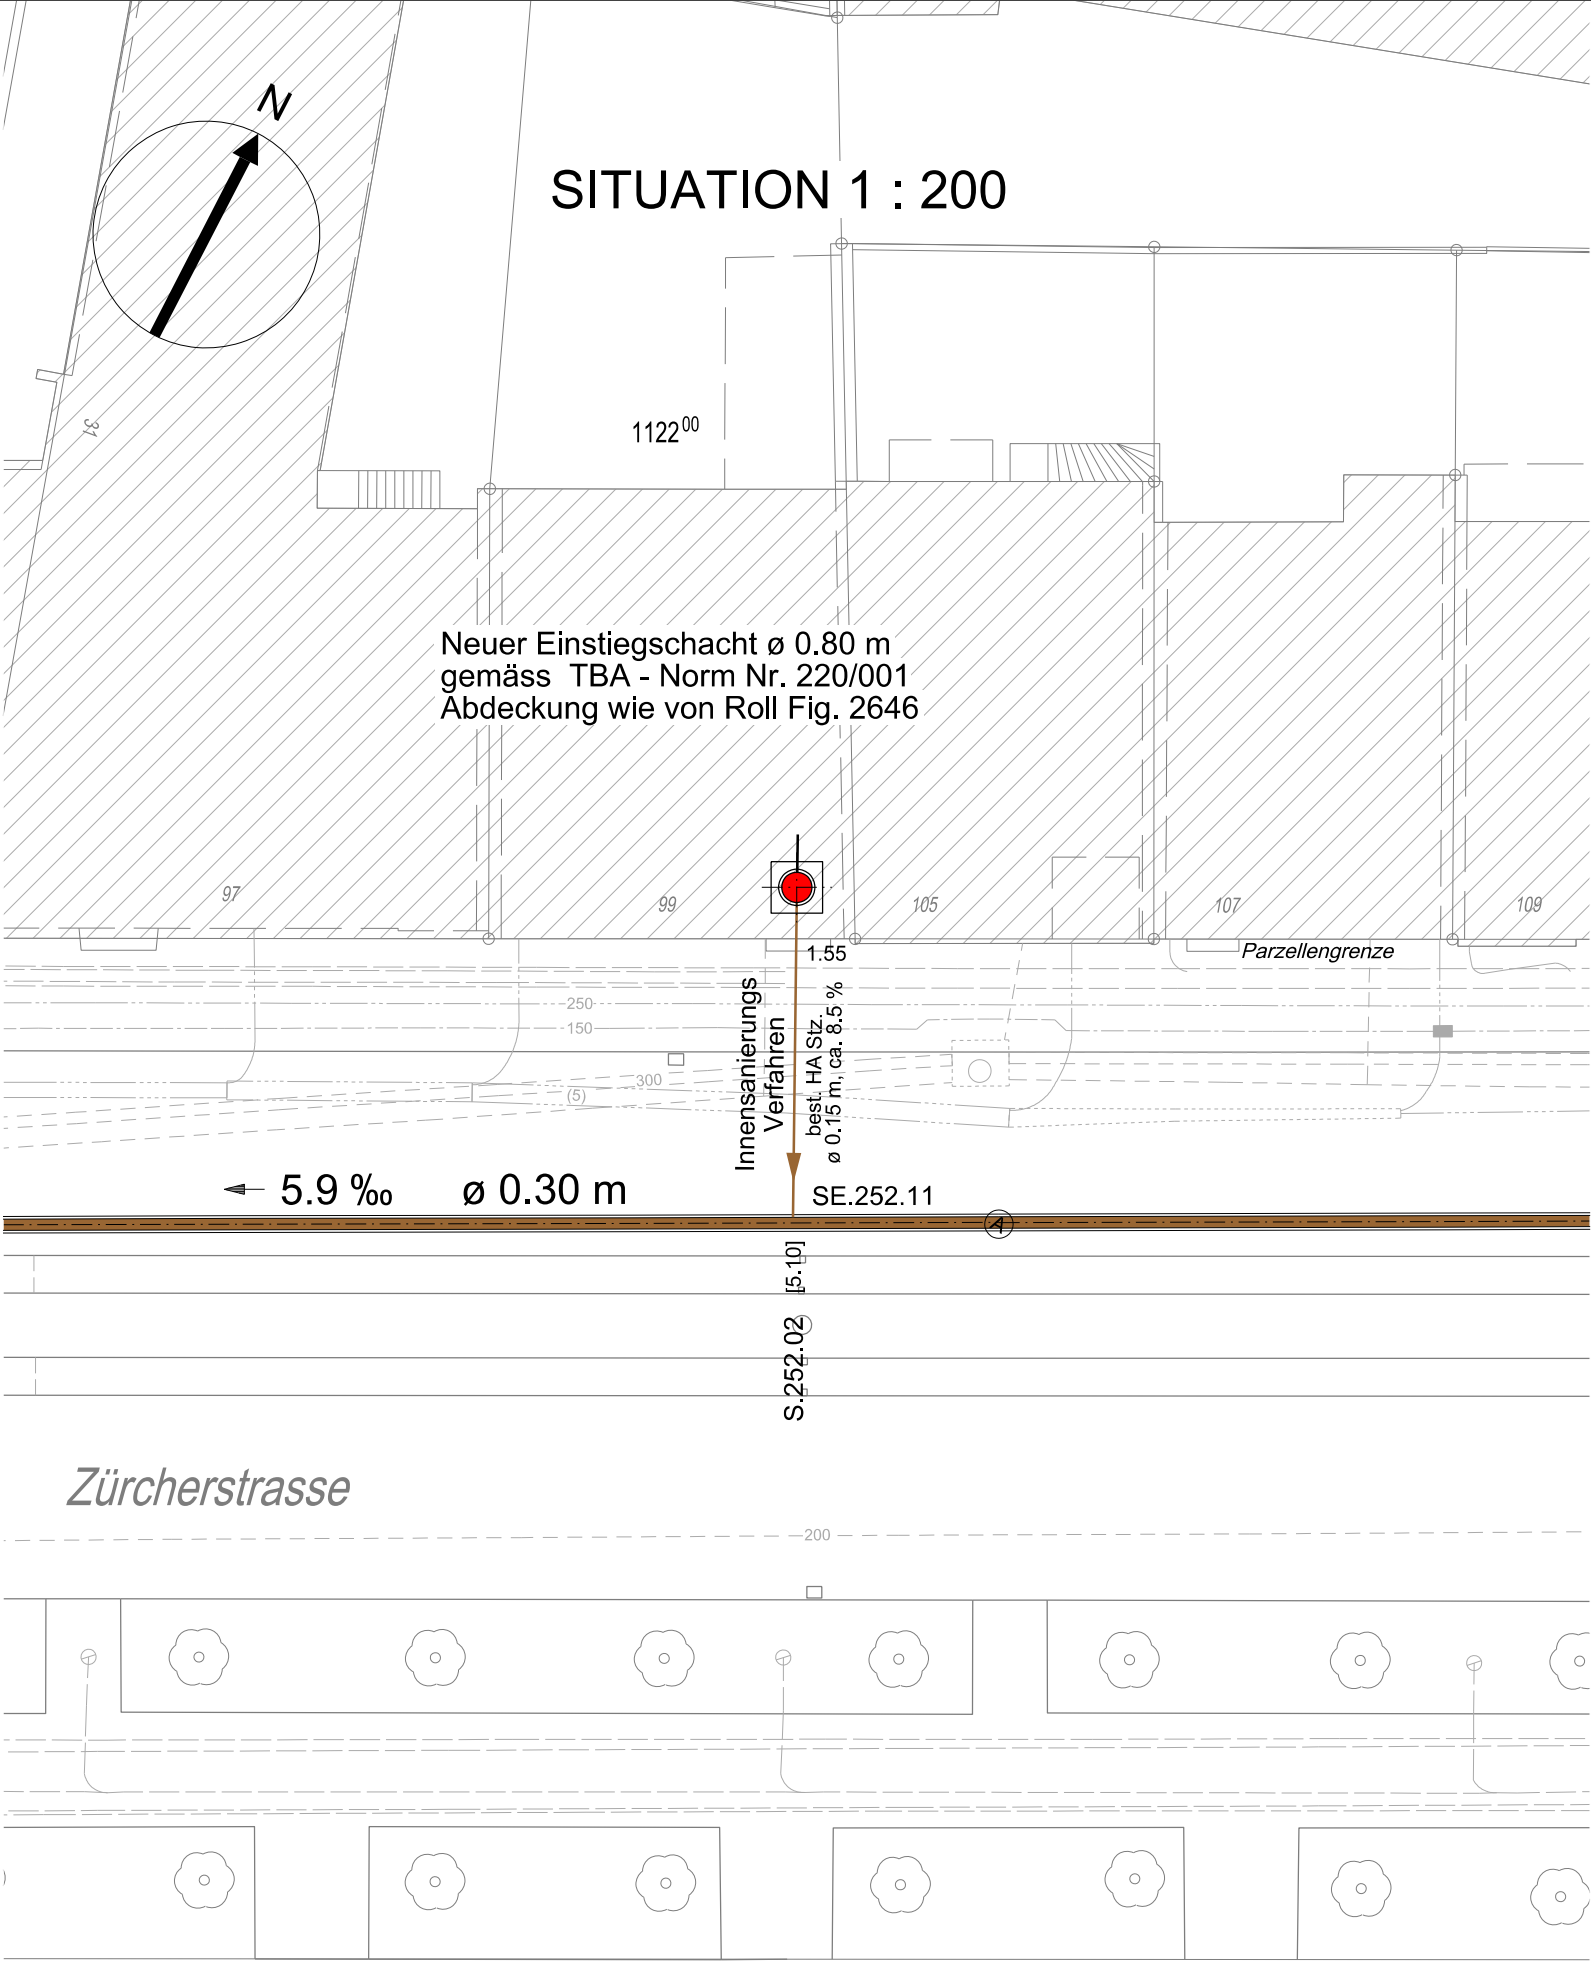 N
SITUATION 1 : 200
31
1122⁰⁰
Neuer Einstiegschacht ø 0.80 m
gemäss TBA - Norm Nr. 220/001
Abdeckung wie von Roll Fig. 2646
97
99
105
107
109
1.55
Parzellengrenze
250
150
300
(5)
Innensanierungs
Verfahren
best. HA Stz.
ø 0.15 m, ca. 8.5 %
5.9 ‰ ø 0.30 m
SE.252.11
A
[5.10]
S.252.02
Zürcherstrasse
200